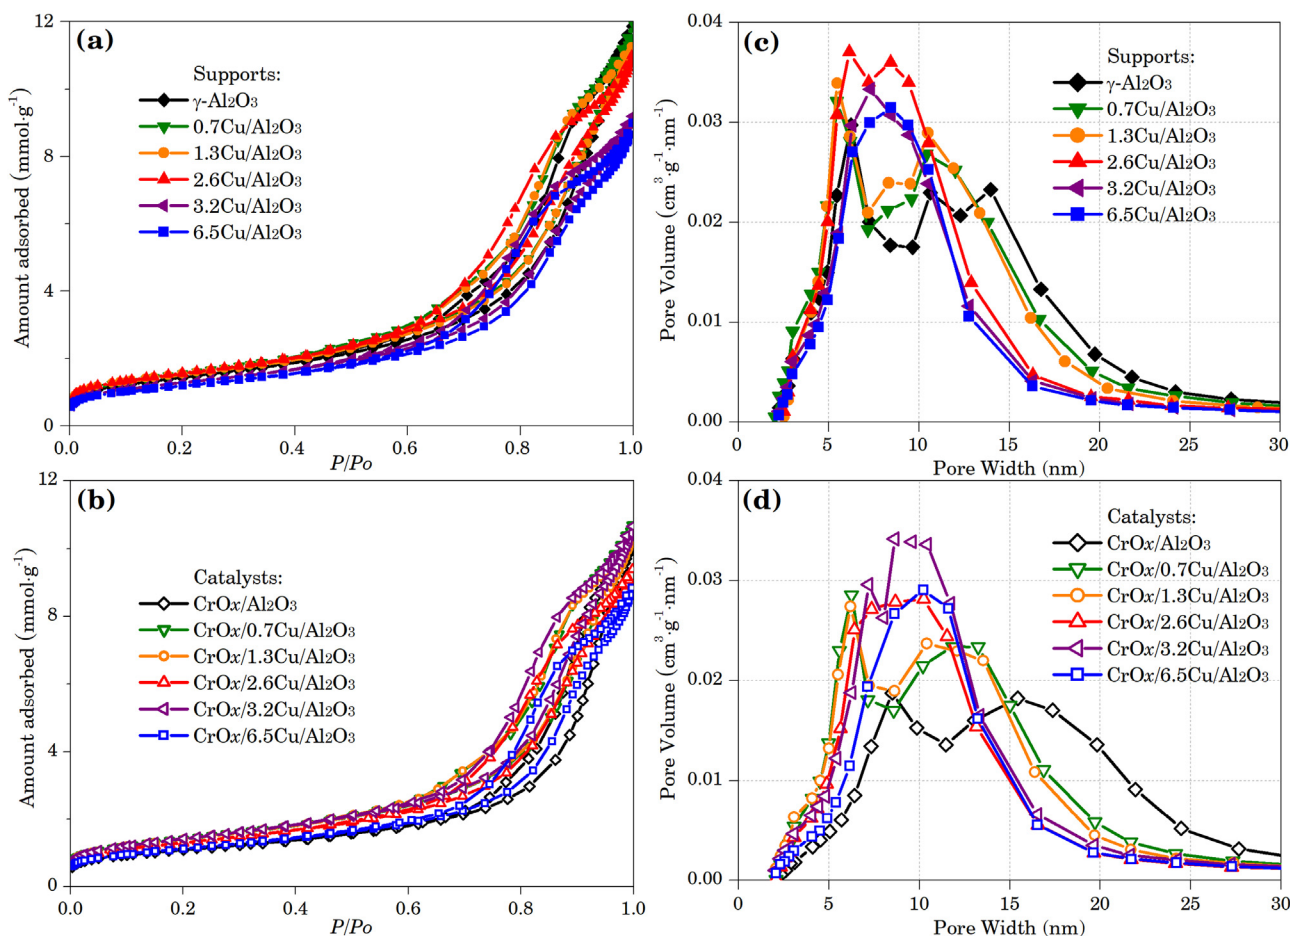 (a)
Supports:
γ-Al₂O₃
0.7Cu/Al₂O₃
1.3Cu/Al₂O₃
2.6Cu/Al₂O₃
3.2Cu/Al₂O₃
6.5Cu/Al₂O₃
Amount adsorbed (mmol·g⁻¹)
12
8
4
0
0.0 0.2 0.4 0.6 0.8 1.0
P/Po
(c)
Supports:
γ-Al₂O₃
0.7Cu/Al₂O₃
1.3Cu/Al₂O₃
2.6Cu/Al₂O₃
3.2Cu/Al₂O₃
6.5Cu/Al₂O₃
Pore Volume (cm³·g⁻¹·nm⁻¹)
0.04
0.03
0.02
0.01
0.00
0 5 10 15 20 25 30
Pore Width (nm)
(b)
Catalysts:
CrOx/Al₂O₃
CrOx/0.7Cu/Al₂O₃
CrOx/1.3Cu/Al₂O₃
CrOx/2.6Cu/Al₂O₃
CrOx/3.2Cu/Al₂O₃
CrOx/6.5Cu/Al₂O₃
Amount adsorbed (mmol·g⁻¹)
12
8
4
0
0.0 0.2 0.4 0.6 0.8 1.0
P/Po
(d)
Catalysts:
CrOx/Al₂O₃
CrOx/0.7Cu/Al₂O₃
CrOx/1.3Cu/Al₂O₃
CrOx/2.6Cu/Al₂O₃
CrOx/3.2Cu/Al₂O₃
CrOx/6.5Cu/Al₂O₃
Pore Volume (cm³·g⁻¹·nm⁻¹)
0.04
0.03
0.02
0.01
0.00
0 5 10 15 20 25 30
Pore Width (nm)